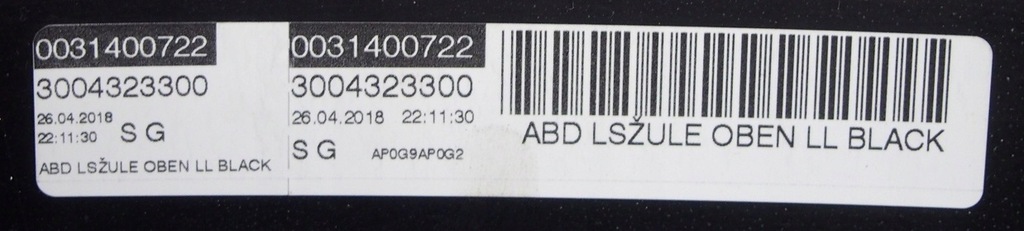 0031400722
3004323300
26.04.2018
22:11:30 S G
ABD LSŽULE OBEN LL BLACK
0031400722
3004323300
26.04.2018 22:11:30
S G AP0G9AP0G2
ABD LSŽULE OBEN LL BLACK